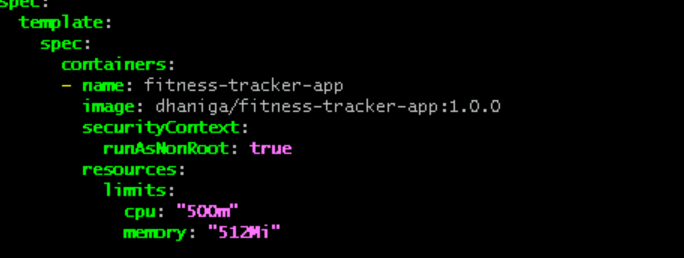 spec:
  template:
    spec:
      containers:
      - name: fitness-tracker-app
        image: dhaniga/fitness-tracker-app:1.0.0
        securityContext:
          runAsNonRoot: true
        resources:
          limits:
            cpu: "500m"
            memory: "512Mi"